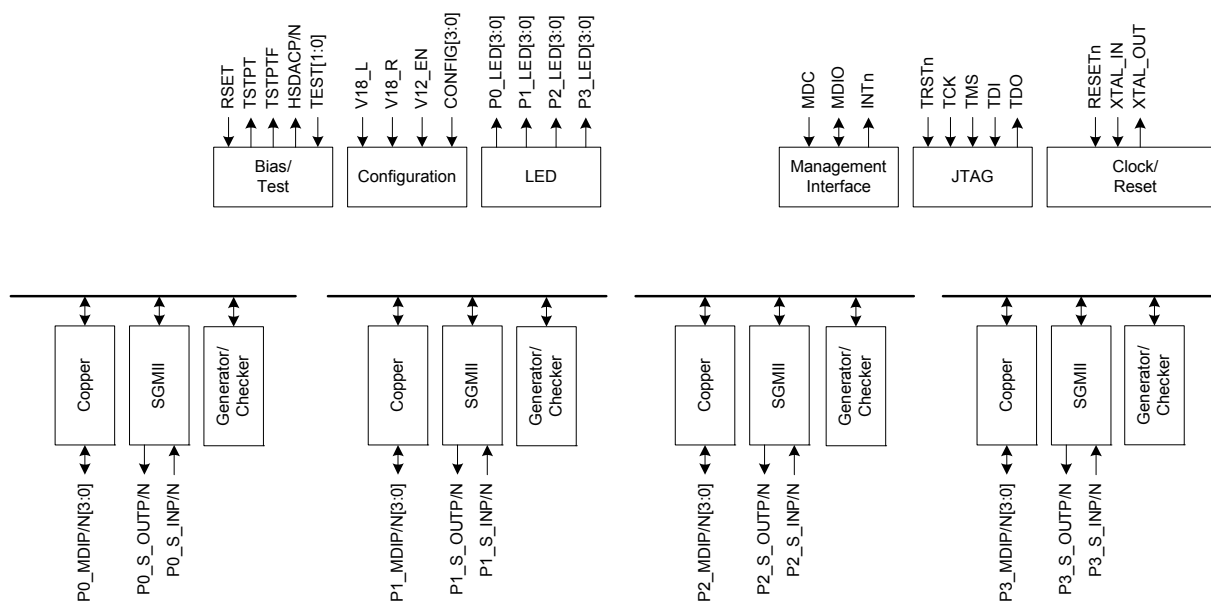 RSET
TSTPT
TSTPTF
HSDACP/N
TEST[1:0]
V18_L
V18_R
V12_EN
CONFIG[3:0]
P0_LED[3:0]
P1_LED[3:0]
P2_LED[3:0]
P3_LED[3:0]
MDC
MDIO
INTn
TRSTn
TCK
TMS
TDI
TDO
RESETn
XTAL_IN
XTAL_OUT
Bias/
Test
Configuration
LED
Management
Interface
JTAG
Clock/
Reset
Copper
SGMII
Generator/
Checker
Copper
SGMII
Generator/
Checker
Copper
SGMII
Generator/
Checker
Copper
SGMII
Generator/
Checker
P0_MDIP/N[3:0]
P0_S_OUTP/N
P0_S_INP/N
P1_MDIP/N[3:0]
P1_S_OUTP/N
P1_S_INP/N
P2_MDIP/N[3:0]
P2_S_OUTP/N
P2_S_INP/N
P3_MDIP/N[3:0]
P3_S_OUTP/N
P3_S_INP/N